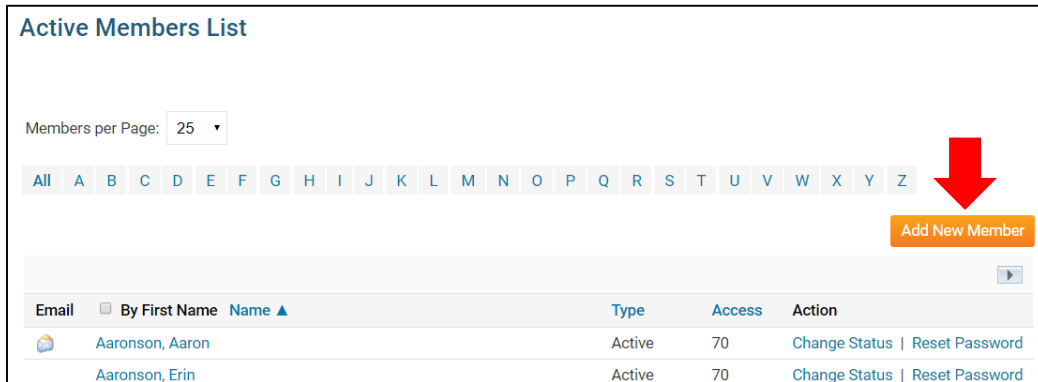 Active Members List
Members per Page: 25
All A B C D E F G H I J K L M N O P Q R S T U V W X Y Z
Add New Member
Email By First Name Name ▲ Type Access Action
Aaronson, Aaron Active 70 Change Status | Reset Password
Aaronson, Erin Active 70 Change Status | Reset Password